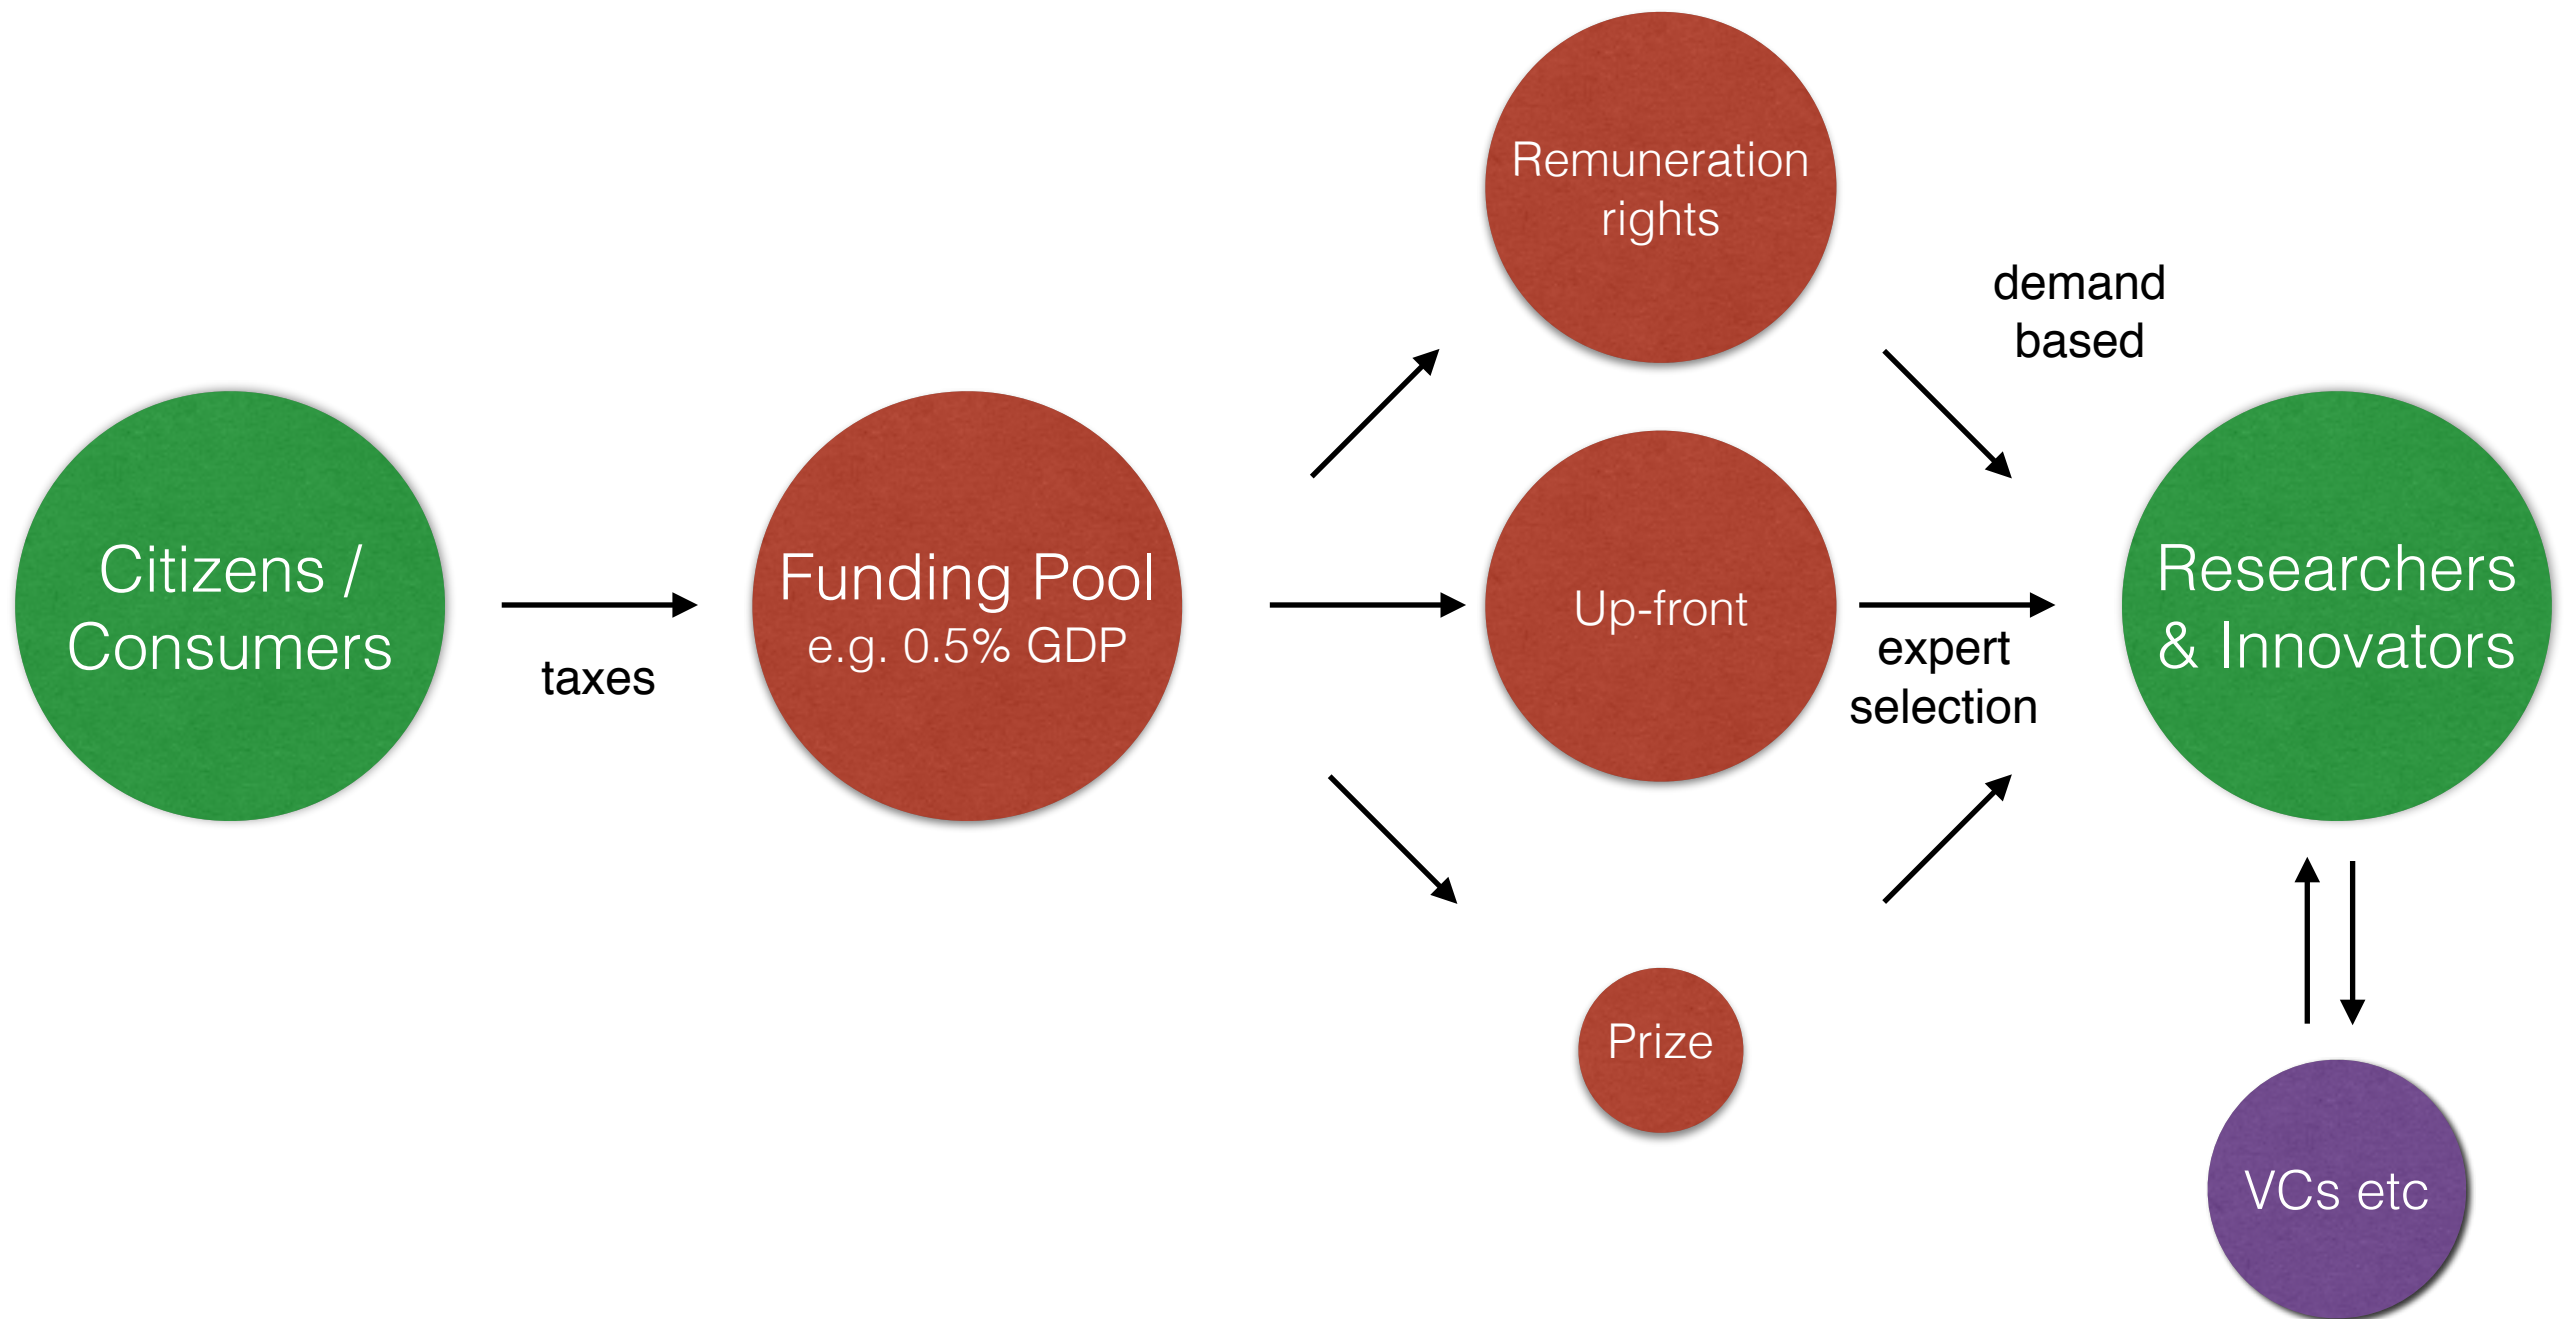 Citizens /
Consumers
taxes
Funding Pool
e.g. 0.5% GDP
Remuneration
rights
Up-front
Prize
demand
based
expert
selection
Researchers
& Innovators
VCs etc